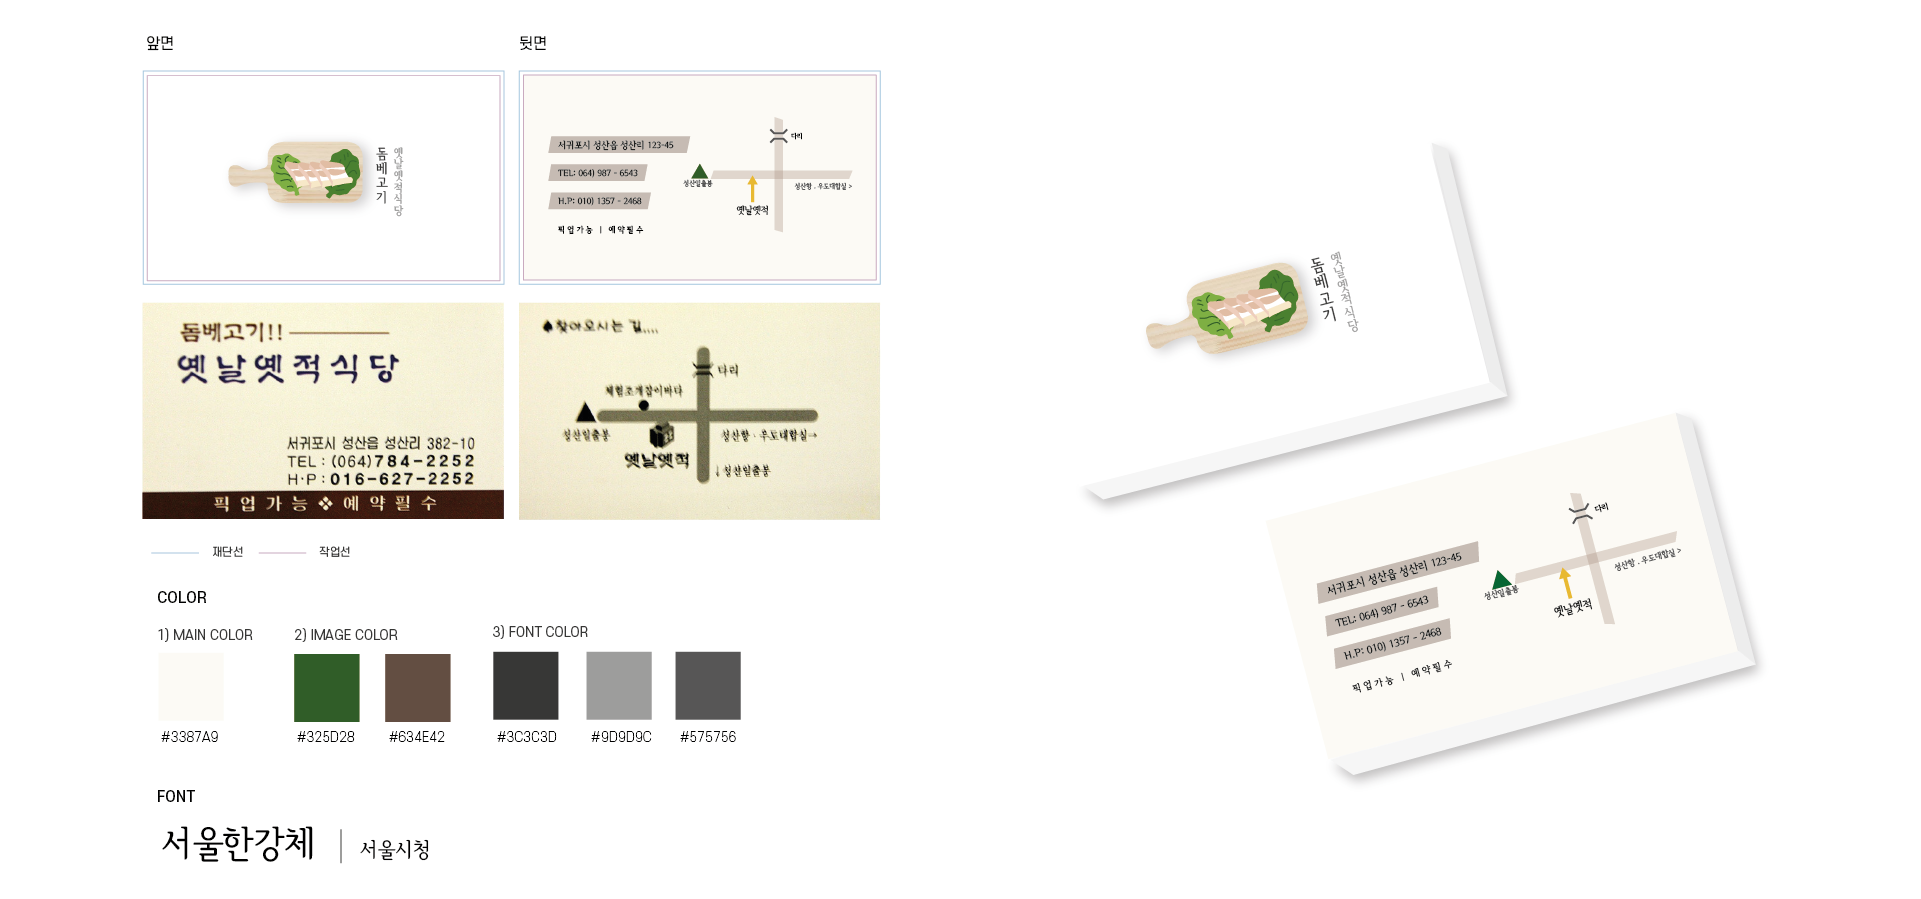 앞면
뒷면
돔베고기
옛날옛적식당
서귀포시 성산읍 성산리 123-45
TEL: 064) 987 - 6543
H.P: 010) 1357 - 2468
픽업가능 | 예약필수
다리
성산일출봉
성산항 . 우도대합실 >
옛날옛적
돔베고기!!
옛날옛적식당
서귀포시 성산읍 성산리 382-10
TEL : (064)784-2252
H·P : 016-627-2252
픽업가능❖예약필수
♠찾아오시는 길....
다리
체험조개잡이바다
성산일출봉
성산항 · 우도대합실→
옛날옛적
↓성산일출봉
재단선
작업선
COLOR
1) MAIN COLOR
2) IMAGE COLOR
3) FONT COLOR
#3387A9
#325D28
#634E42
#3C3C3D
#9D9D9C
#575756
FONT
서울한강체 | 서울시청
돔베고기
옛날옛적식당
서귀포시 성산읍 성산리 123-45
TEL: 064) 987 - 6543
H.P: 010) 1357 - 2468
픽업가능 | 예약필수
다리
성산일출봉
성산항 . 우도대합실 >
옛날옛적